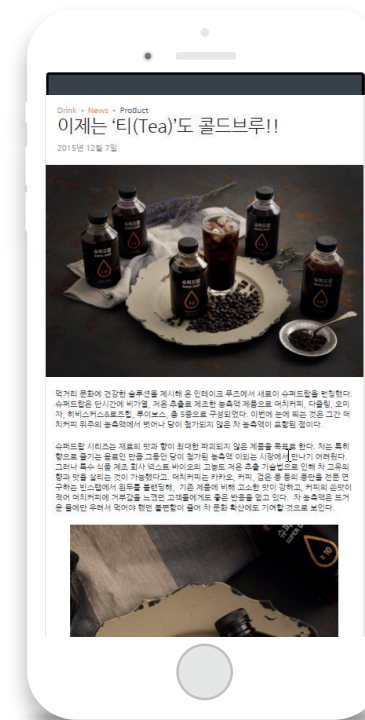 Drink • News • Product
이제는 ‘티(Tea)’도 콜드브루!!
2015년 12월 7일
먹거리 문화에 건강한 솔루션을 제시해 온 인테이크 푸즈에서 새로이 슈퍼드랍을 런칭했다.
슈퍼드랍은 단시간에 비가열, 저온 추출로 제조한 농축액 제품으로 더치커피, 다즐링, 오미
자, 히비스커스&로즈힙, 루이보스, 총 5종으로 구성되었다. 이번에 눈에 띄는 것은 그간 더
치커피 위주의 농축액에서 벗어나 당이 첨가되지 않은 차 농축액이 포함된 점이다.
슈퍼드랍 시리즈는 재료의 맛과 향이 최대한 파괴되지 않은 제품을 목표로 한다. 차는 특히
향으로 즐기는 음료인 만큼 그동안 당이 첨가된 농축액 이외는 시장에서 만나기 어려웠다.
그러나 특수 식품 제조 회사 넥스트 바이오의 고농도 저온 추출 기술법으로 인해 차 고유의
향과 맛을 살리는 것이 가능했다고. 더치커피는 카카오, 커피, 검은 콩 등의 콩만을 전문 연
구하는 빈스랩에서 원두를 블렌딩해, 기존 제품에 비해 고소한 맛이 강하고, 커피의 쓴맛이
적어 더치커피에 거부감을 느꼈던 고객들에게도 좋은 반응을 얻고 있다. 차 농축액은 뜨거
운 물에만 우려서 먹어야 했던 불편함이 줄어 차 문화 확산에도 기여할 것으로 보인다.
슈퍼드랍
x10